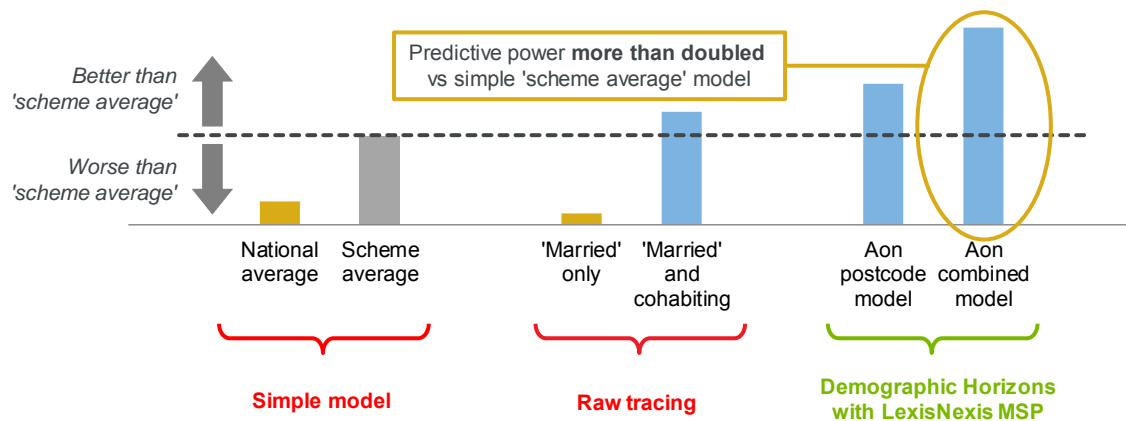 Predictive power more than doubled
vs simple 'scheme average' model
Better than
'scheme average'
Worse than
'scheme average'
National
average
Scheme
average
'Married'
only
'Married'
and
cohabiting
Aon
postcode
model
Aon
combined
model
Simple model
Raw tracing
Demographic Horizons
with LexisNexis MSP